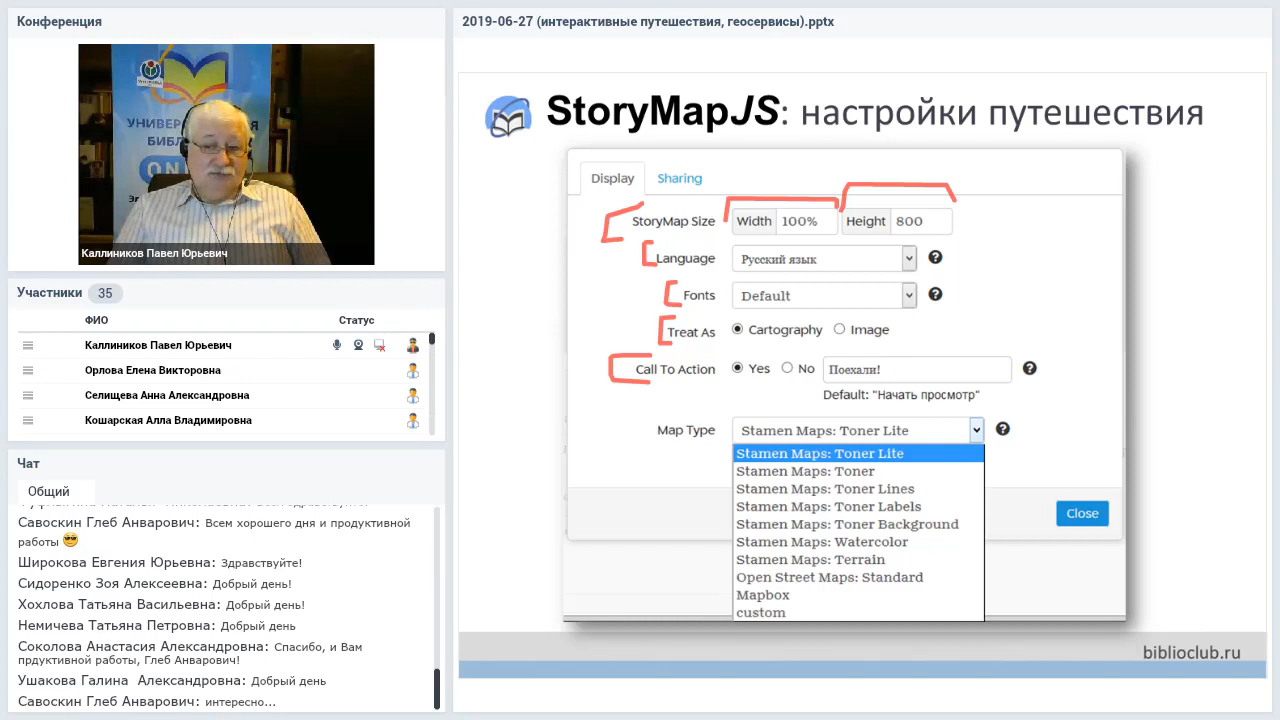 Конференция
УНИВЕР
АЯ
БИБЛ
ON
Эл
Каллиников Павел Юрьевич
Участники 35
ФИО Статус
Каллиников Павел Юрьевич
Орлова Елена Викторовна
Селищева Анна Александровна
Кошарская Алла Владимировна
Чат
Общий
Савоскин Глеб Анварович: Всем хорошего дня и продуктивной
работы
Широкова Евгения Юрьевна: Здравствуйте!
Сидоренко Зоя Алексеевна: Добрый день!
Хохлова Татьяна Васильевна: Добрый день!
Немичева Татьяна Петровна: Добрый день
Соколова Анастасия Александровна: Спасибо, и Вам
прдуктивной работы, Глеб Анварович!
Ушакова Галина Александровна: Добрый день
Савоскин Глеб Анварович: интересно...
2019-06-27 (интерактивные путешествия, геосервисы).pptx
StoryMapJS: настройки путешествия
Display Sharing
StoryMap Size Width 100% Height 800
Language Русский язык
Fonts Default
Treat As Cartography Image
Call To Action Yes No Поехали!
Default: "Начать просмотр"
Map Type Stamen Maps: Toner Lite
Stamen Maps: Toner Lite
Stamen Maps: Toner
Stamen Maps: Toner Lines
Stamen Maps: Toner Labels
Stamen Maps: Toner Background
Stamen Maps: Watercolor
Stamen Maps: Terrain
Open Street Maps: Standard
Mapbox
custom
Close
biblioclub.ru